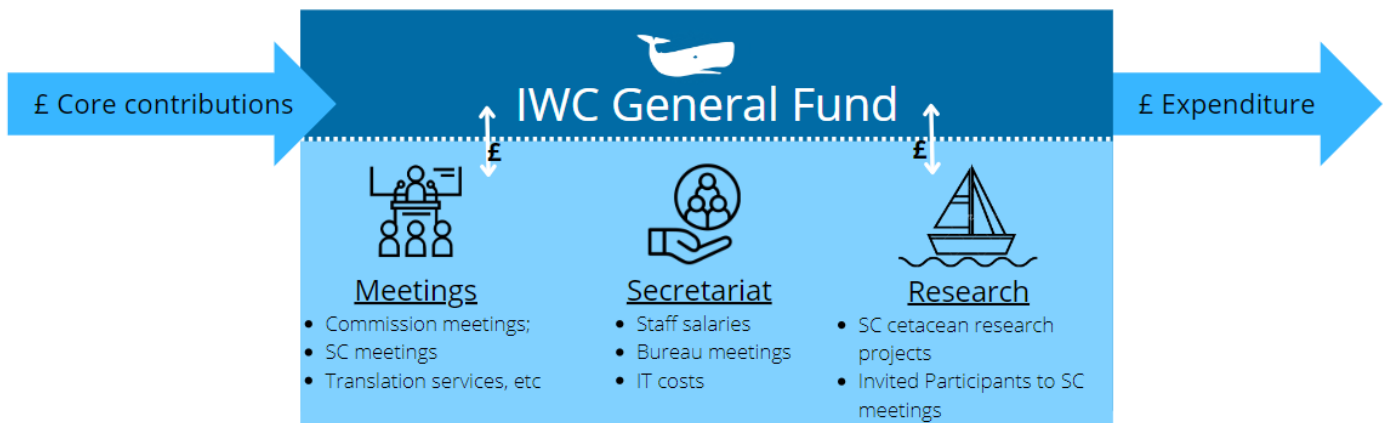 £ Core contributions
IWC General Fund
£ Expenditure
£
£
Meetings
• Commission meetings;
• SC meetings
• Translation services, etc
Secretariat
• Staff salaries
• Bureau meetings
• IT costs
Research
• SC cetacean research
projects
• Invited Participants to SC
meetings